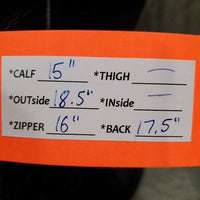 *CALF 15" *THIGH —
*OUTside 18.5" *INside —
*ZIPPER 16" *BACK 17.5"